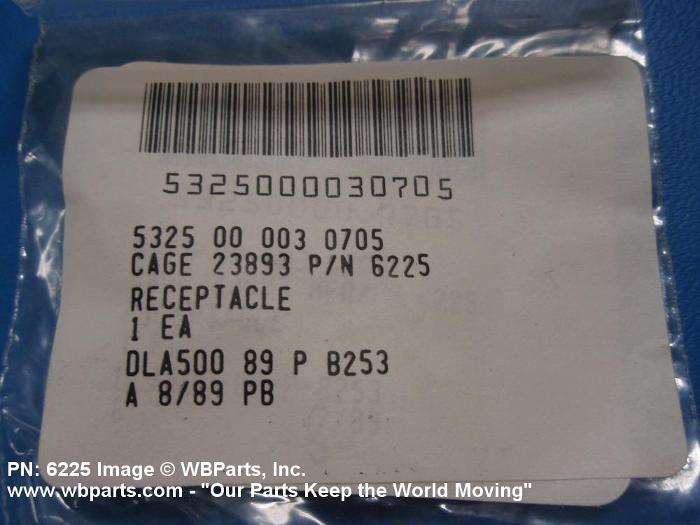 5325000030705
5325 00 003 0705
CAGE 23893 P/N 6225
RECEPTACLE
1 EA
DLA500 89 P B253
A 8/89 PB
PN: 6225 Image © WBParts, Inc.
www.wbparts.com - "Our Parts Keep the World Moving"